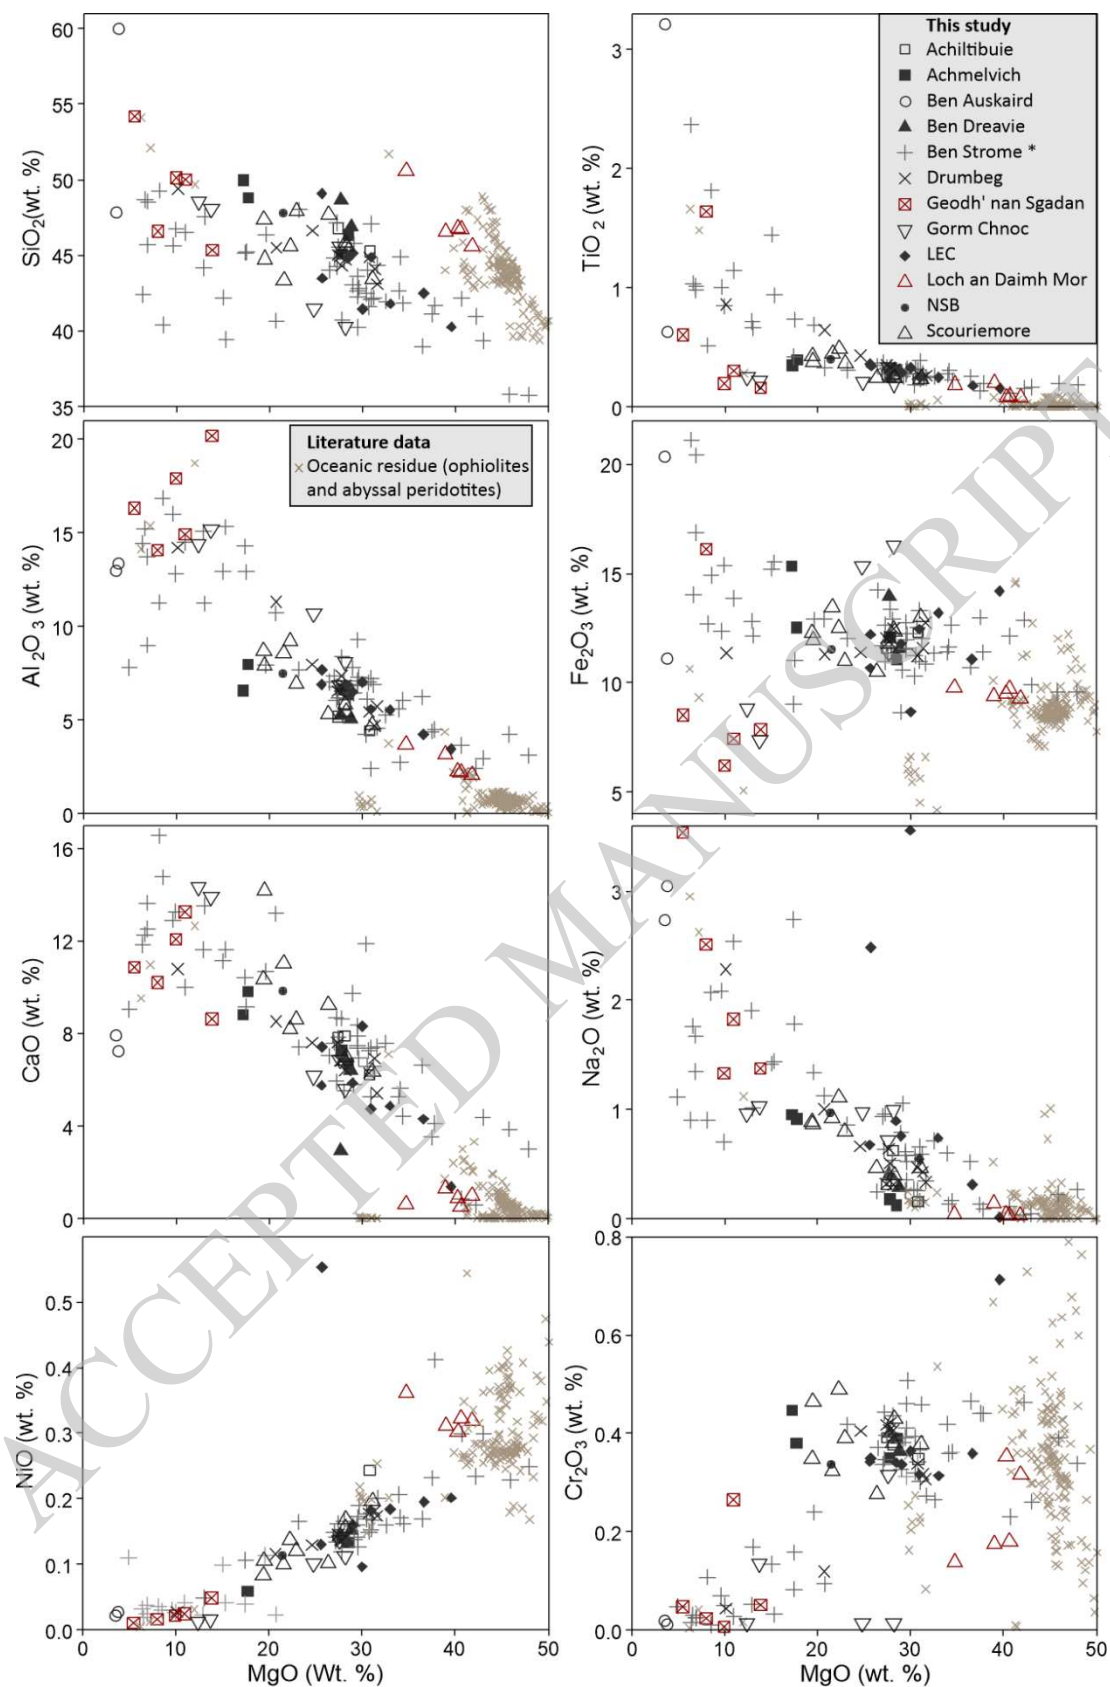 60
55
50
45
40
35
SiO2(wt. %)
3
2
1
0
TiO2 (wt. %)
This study
Achiltibuie
Achmelvich
Ben Auskaird
Ben Dreavie
Ben Strome *
Drumbeg
Geodh' nan Sgadan
Gorm Chnoc
LEC
Loch an Daimh Mor
NSB
Scouriemore
20
15
10
5
0
Al2O3 (wt. %)
Literature data
Oceanic residue (ophiolites
and abyssal peridotites)
20
15
10
5
Fe2O3 (wt. %)
16
12
8
4
0
CaO (wt. %)
3
2
1
0
Na2O (wt. %)
0.5
0.4
0.3
0.2
0.1
0.0
NiO (wt. %)
0 10 20 30 40 50
MgO (Wt. %)
0.8
0.6
0.4
0.2
0.0
Cr2O3 (wt. %)
0 10 20 30 40 50
MgO (wt. %)
ACCEPTED MANUSCRIPT